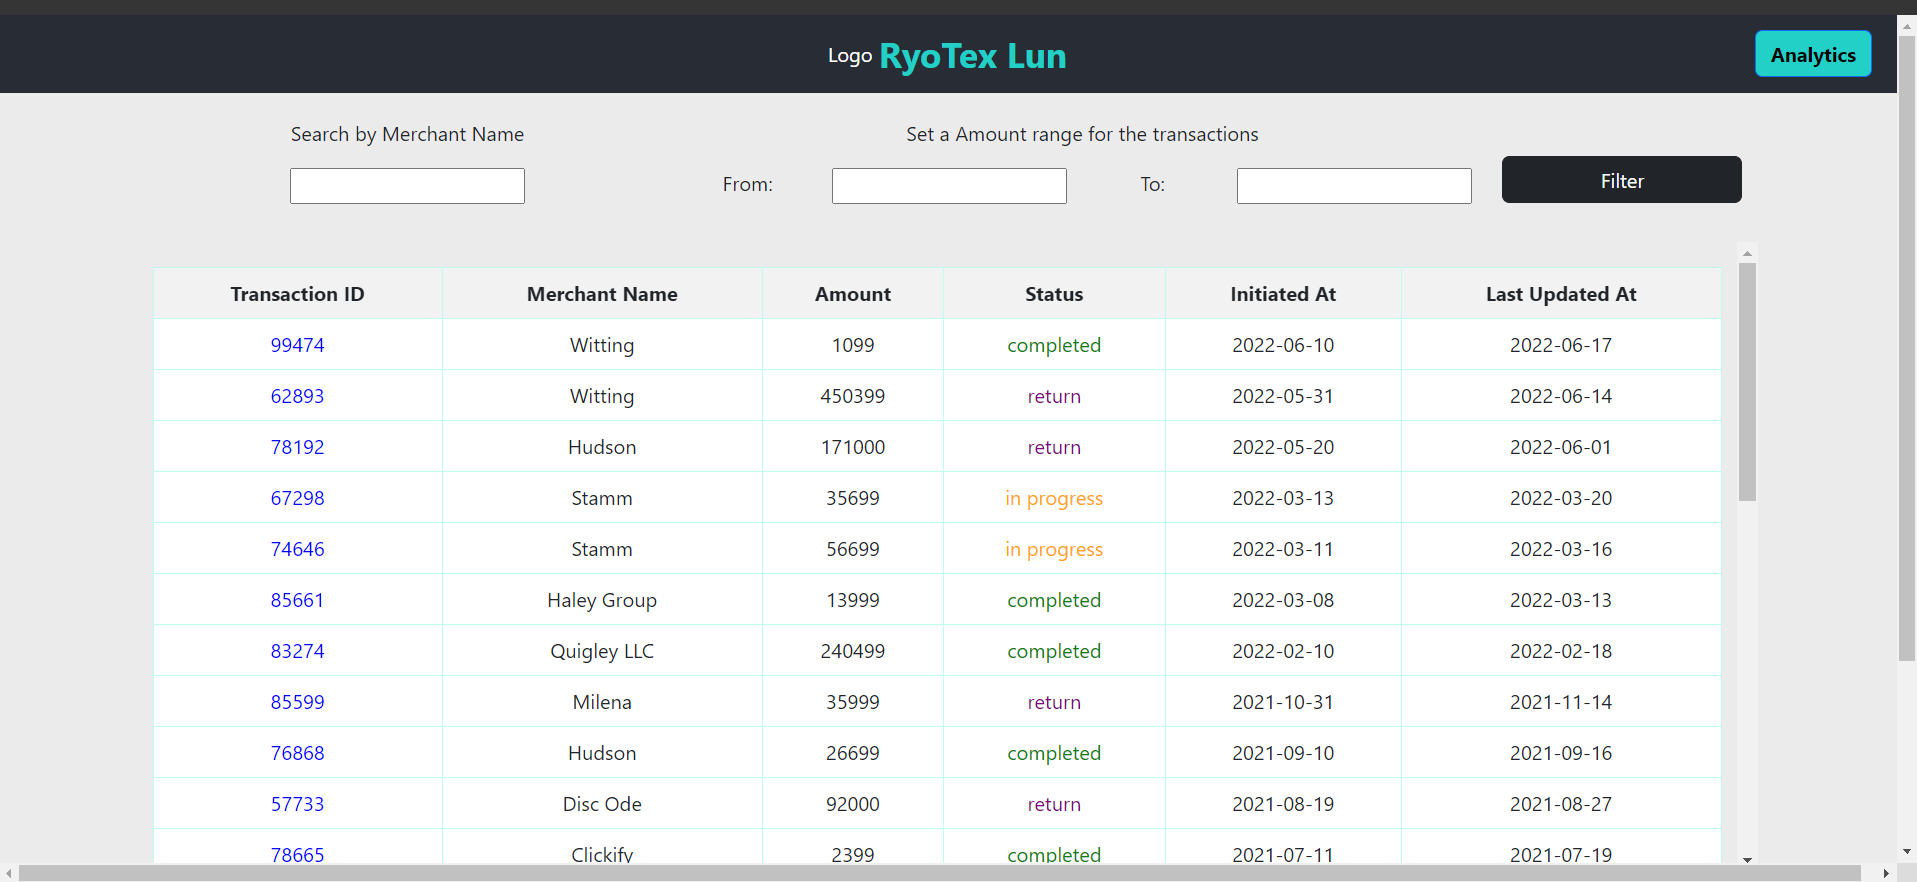 Logo RyoTex Lun
Analytics
Search by Merchant Name
Set a Amount range for the transactions
From:
To:
Filter
Transaction ID Merchant Name Amount Status Initiated At Last Updated At
99474 Witting 1099 completed 2022-06-10 2022-06-17
62893 Witting 450399 return 2022-05-31 2022-06-14
78192 Hudson 171000 return 2022-05-20 2022-06-01
67298 Stamm 35699 in progress 2022-03-13 2022-03-20
74646 Stamm 56699 in progress 2022-03-11 2022-03-16
85661 Haley Group 13999 completed 2022-03-08 2022-03-13
83274 Quigley LLC 240499 completed 2022-02-10 2022-02-18
85599 Milena 35999 return 2021-10-31 2021-11-14
76868 Hudson 26699 completed 2021-09-10 2021-09-16
57733 Disc Ode 92000 return 2021-08-19 2021-08-27
78665 Clickify 2399 completed 2021-07-11 2021-07-19